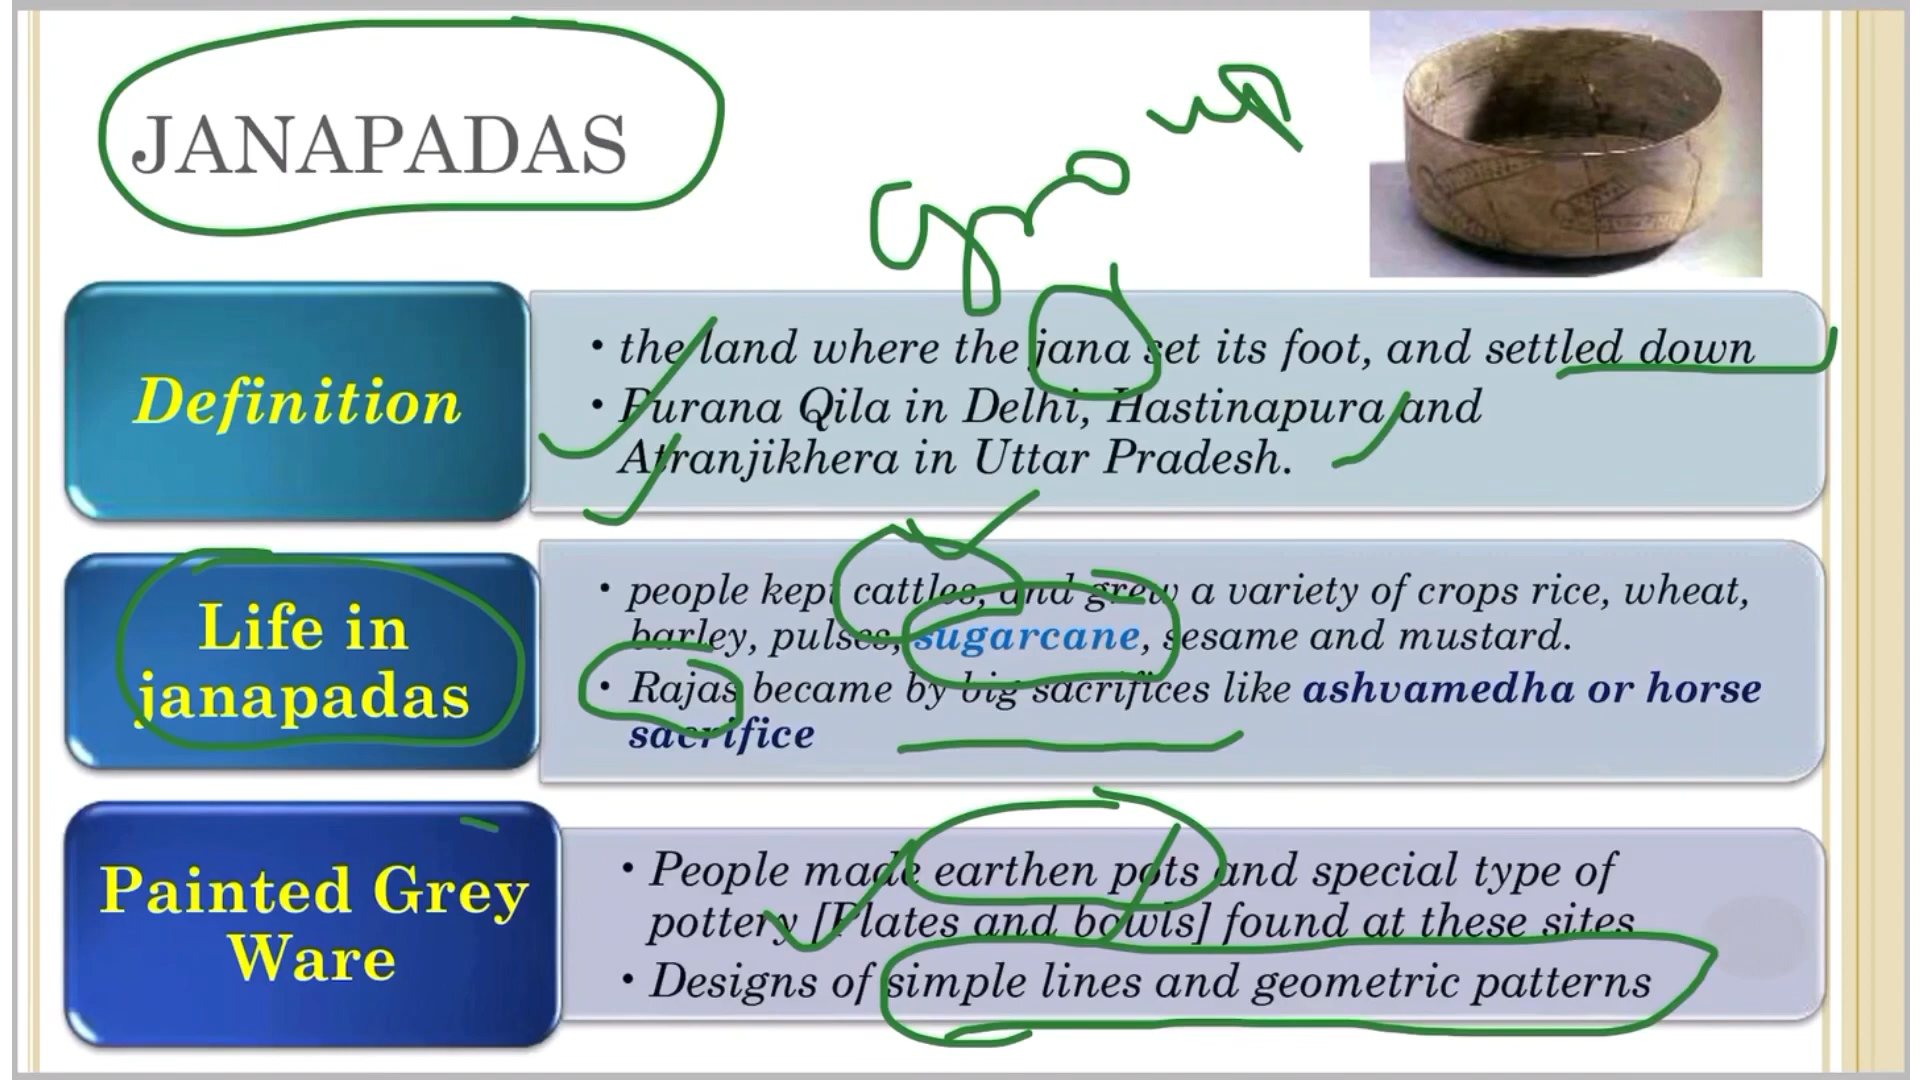 JANAPADAS
Group
Definition
• the land where the jana set its foot, and settled down
• Purana Qila in Delhi, Hastinapura and
Atranjikhera in Uttar Pradesh.
Life in
janapadas
• people kept cattles, and grew a variety of crops rice, wheat,
barley, pulses, sugarcane, sesame and mustard.
• Rajas became by big sacrifices like ashvamedha or horse
sacrifice
Painted Grey
Ware
• People made earthen pots and special type of
pottery [Plates and bowls] found at these sites
• Designs of simple lines and geometric patterns